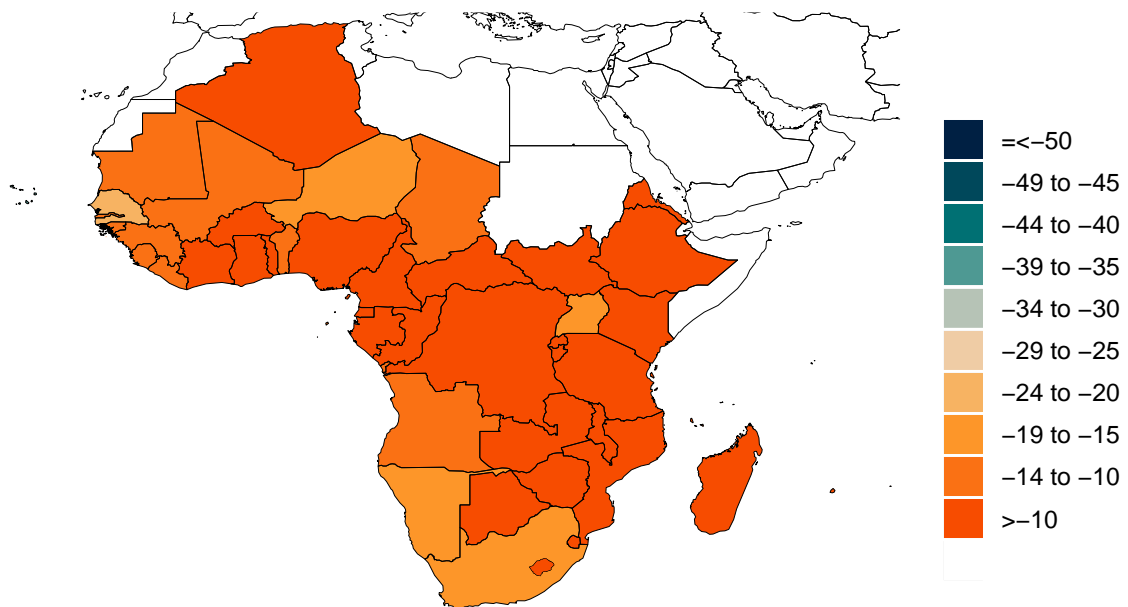 =<−50
−49 to −45
−44 to −40
−39 to −35
−34 to −30
−29 to −25
−24 to −20
−19 to −15
−14 to −10
>−10